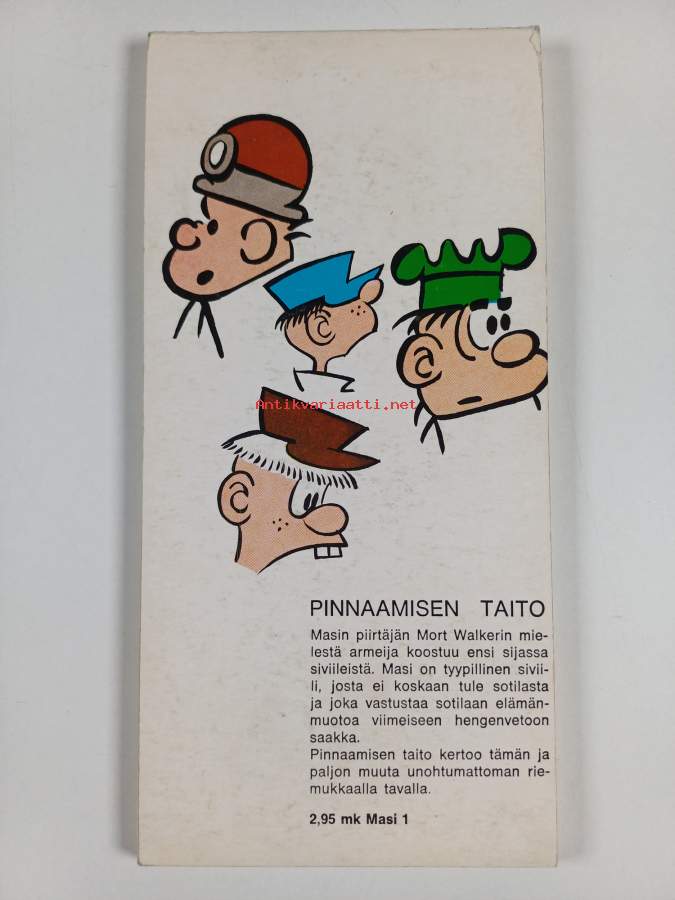 Antikvariaatti.net
PINNAAMISEN TAITO
Masin piirtäjän Mort Walkerin mie-
lestä armeija koostuu ensi sijassa
siviileistä. Masi on tyypillinen sivii-
li, josta ei koskaan tule sotilasta
ja joka vastustaa sotilaan elämän-
muotoa viimeiseen hengenvetoon
saakka.
Pinnaamisen taito kertoo tämän ja
paljon muuta unohtumattoman rie-
mukkaalla tavalla.
2,95 mk Masi 1